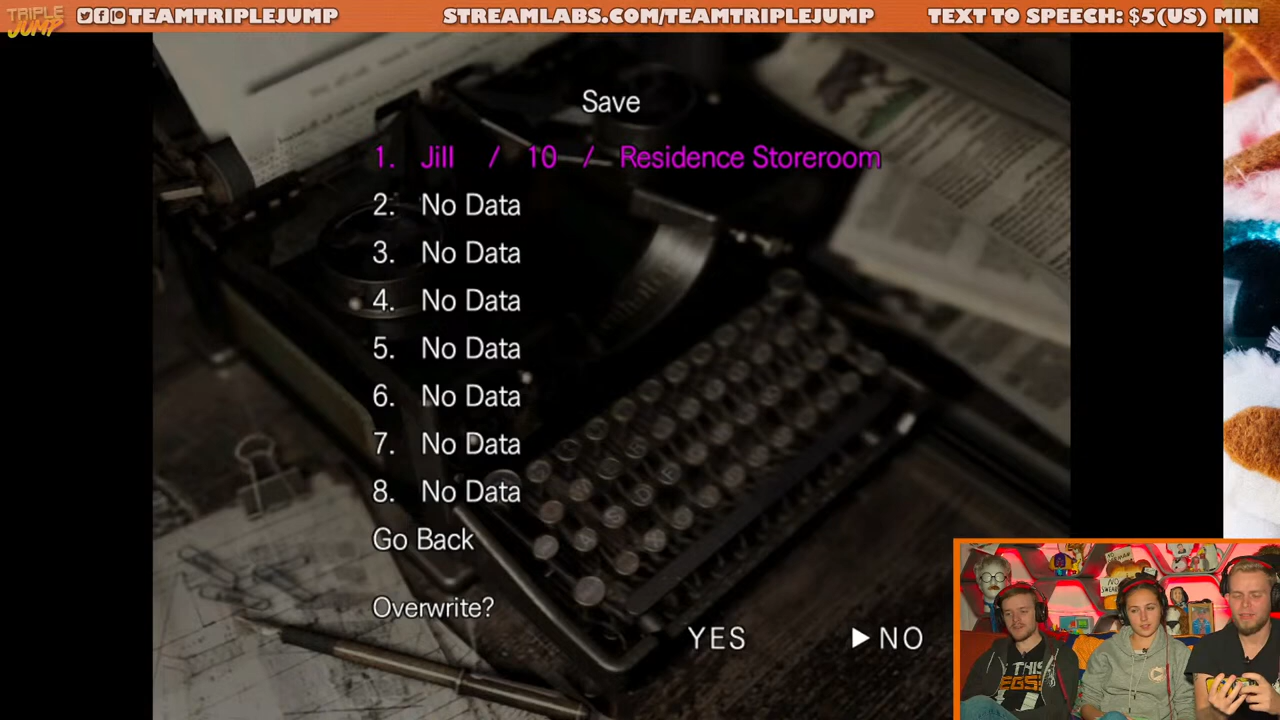 TRIPLE JUMP
TEAMTRIPLEJUMP
STREAMLABS.COM/TEAMTRIPLEJUMP
TEXT TO SPEECH: $5(US) MIN
Save
1. Jill / 10 / Residence Storeroom
2. No Data
3. No Data
4. No Data
5. No Data
6. No Data
7. No Data
8. No Data
Go Back
Overwrite?
YES ▶NO
THIS